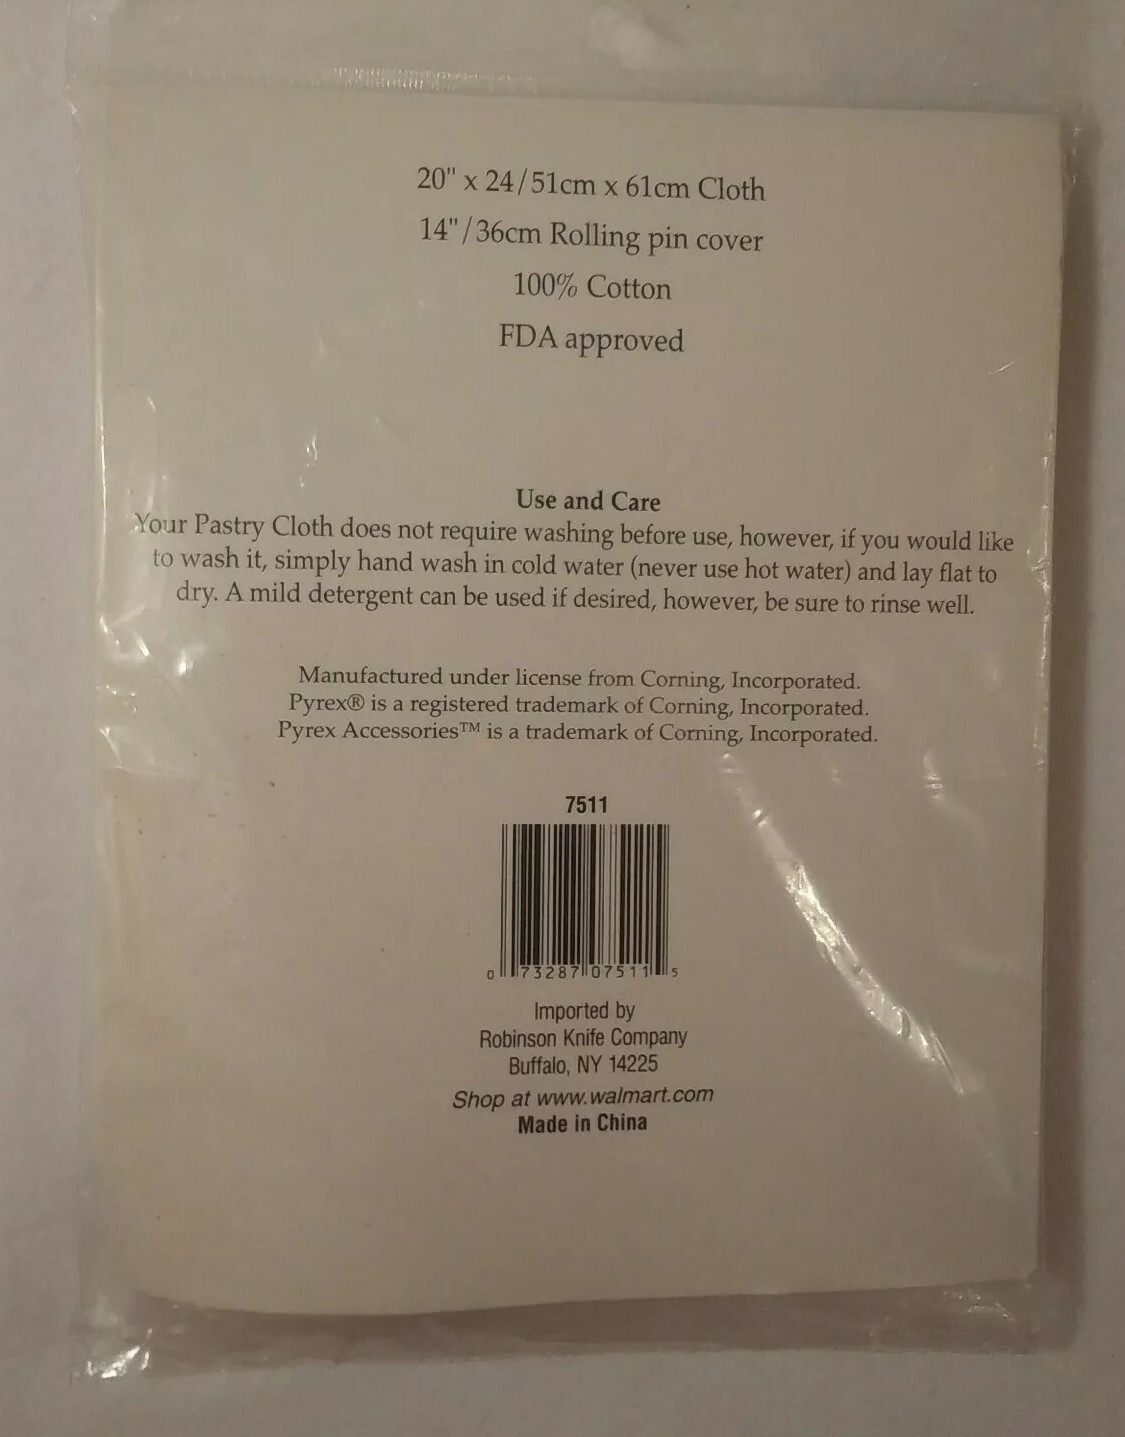 20" x 24/51cm x 61cm Cloth
14"/36cm Rolling pin cover
100% Cotton
FDA approved
Use and Care
Your Pastry Cloth does not require washing before use, however, if you would like
to wash it, simply hand wash in cold water (never use hot water) and lay flat to
dry. A mild detergent can be used if desired, however, be sure to rinse well.
Manufactured under license from Corning, Incorporated.
Pyrex® is a registered trademark of Corning, Incorporated.
Pyrex Accessories™ is a trademark of Corning, Incorporated.
7511
0 73287 07511 5
Imported by
Robinson Knife Company
Buffalo, NY 14225
Shop at www.walmart.com
Made in China